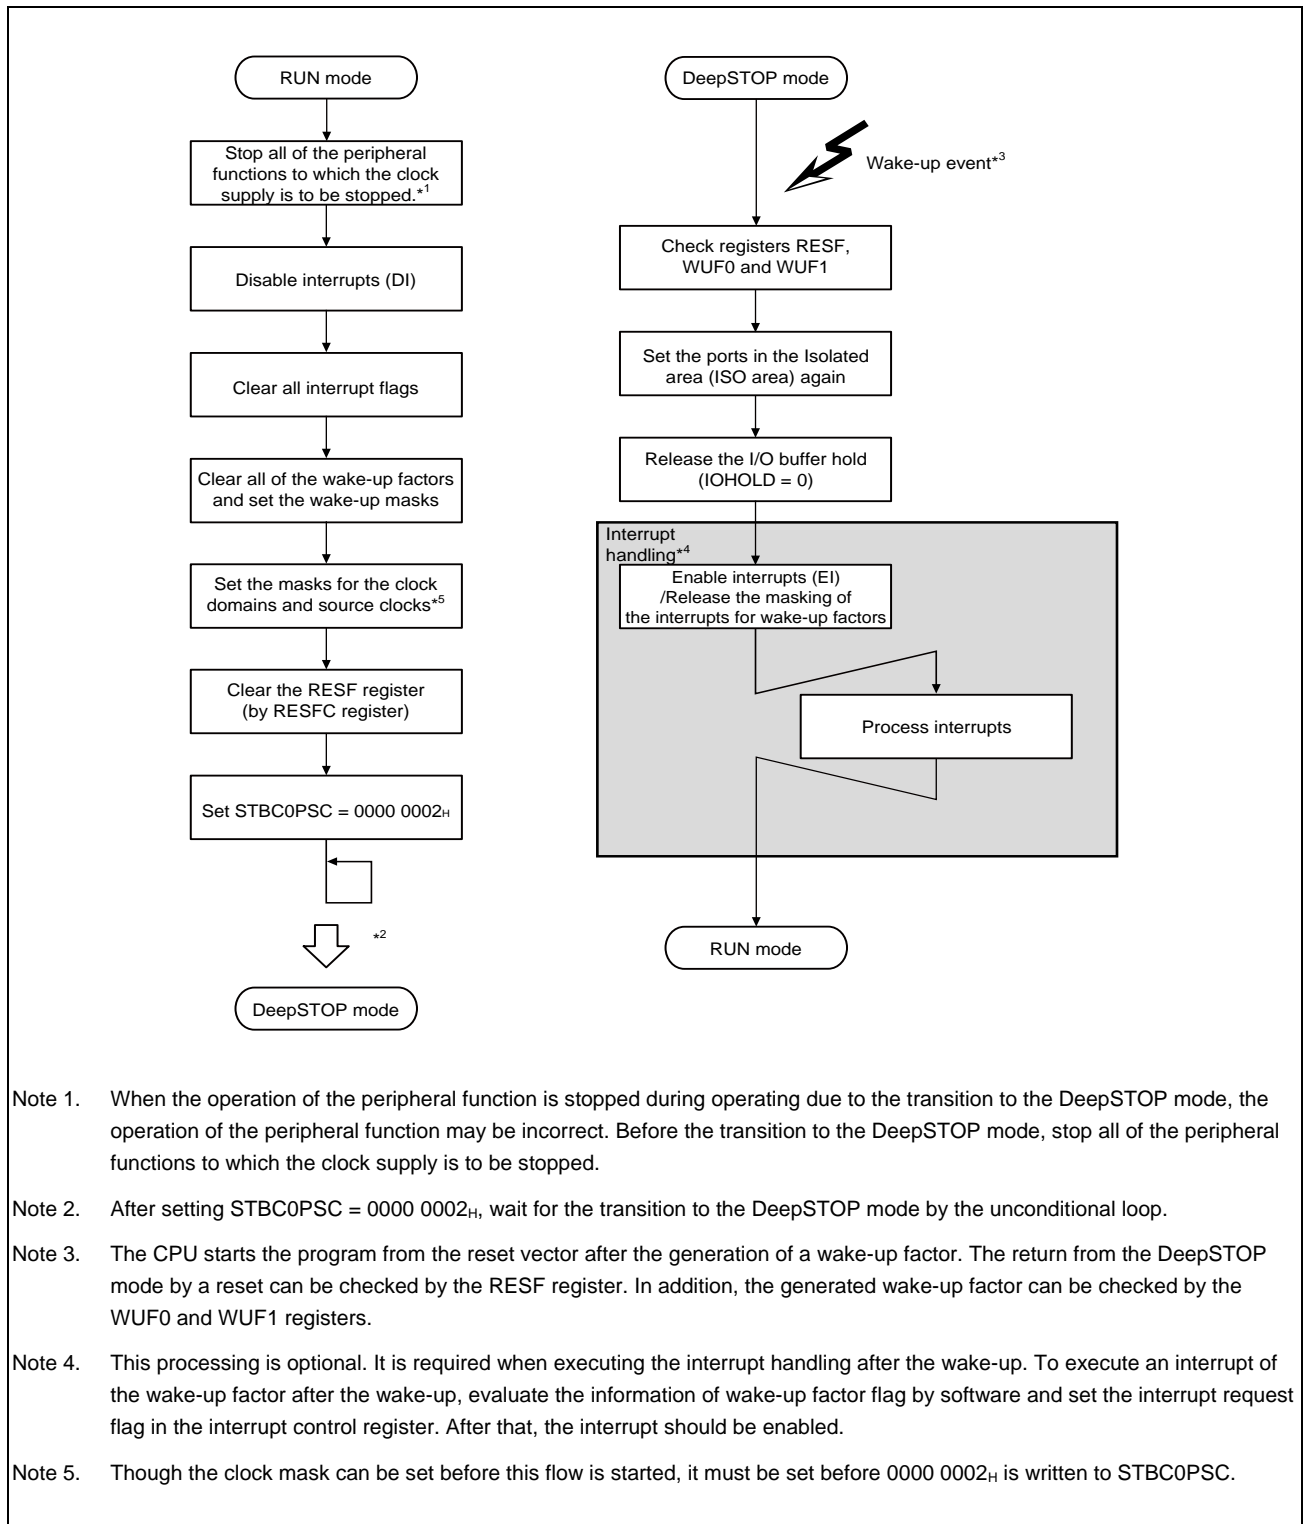 RUN mode
Stop all of the peripheral
functions to which the clock
supply is to be stopped.*1
Disable interrupts (DI)
Clear all interrupt flags
Clear all of the wake-up factors
and set the wake-up masks
Set the masks for the clock
domains and source clocks*5
Clear the RESF register
(by RESFC register)
Set STBC0PSC = 0000 0002H
*2
DeepSTOP mode
DeepSTOP mode
Wake-up event*3
Check registers RESF,
WUF0 and WUF1
Set the ports in the Isolated
area (ISO area) again
Release the I/O buffer hold
(IOHOLD = 0)
Interrupt
handling*4
Enable interrupts (EI)
/Release the masking of
the interrupts for wake-up factors
Process interrupts
RUN mode
Note 1. When the operation of the peripheral function is stopped during operating due to the transition to the DeepSTOP mode, the
operation of the peripheral function may be incorrect. Before the transition to the DeepSTOP mode, stop all of the peripheral
functions to which the clock supply is to be stopped.
Note 2. After setting STBC0PSC = 0000 0002H, wait for the transition to the DeepSTOP mode by the unconditional loop.
Note 3. The CPU starts the program from the reset vector after the generation of a wake-up factor. The return from the DeepSTOP
mode by a reset can be checked by the RESF register. In addition, the generated wake-up factor can be checked by the
WUF0 and WUF1 registers.
Note 4. This processing is optional. It is required when executing the interrupt handling after the wake-up. To execute an interrupt of
the wake-up factor after the wake-up, evaluate the information of wake-up factor flag by software and set the interrupt request
flag in the interrupt control register. After that, the interrupt should be enabled.
Note 5. Though the clock mask can be set before this flow is started, it must be set before 0000 0002H is written to STBC0PSC.